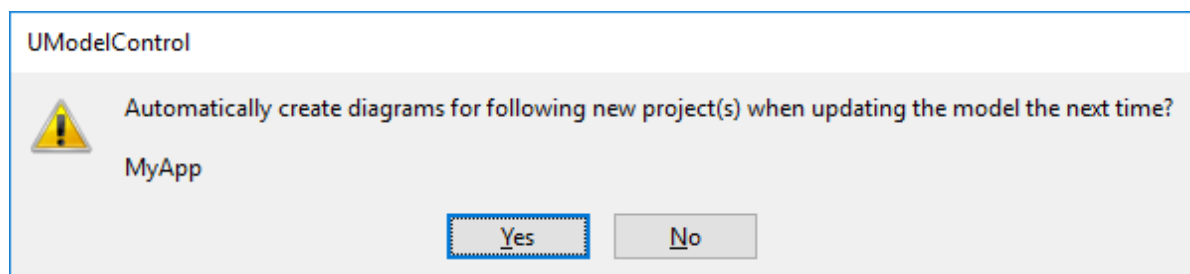 UModelControl
Automatically create diagrams for following new project(s) when updating the model the next time?
MyApp
Yes
No